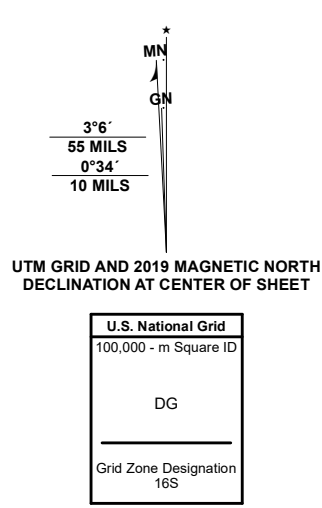 ★
MN
GN
3°6´
55 MILS
0°34´
10 MILS
UTM GRID AND 2019 MAGNETIC NORTH
DECLINATION AT CENTER OF SHEET
U.S. National Grid
100,000 - m Square ID
DG
Grid Zone Designation
16S